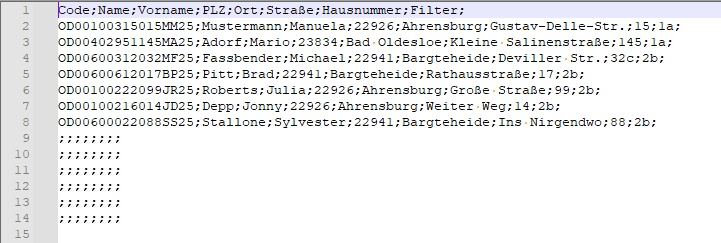 1 Code;Name;Vorname;PLZ;Ort;Straße;Hausnummer;Filter;
2 OD00100315015MM25;Mustermann;Manuela;22926;Ahrensburg;Gustav-Delle-Str.;15;1a;
3 OD00402951145MA25;Adorf;Mario;23834;Bad Oldesloe;Kleine Salinenstraße;145;1a;
4 OD00600312032MF25;Fassbender;Michael;22941;Bargteheide;Deviller Str.;32c;2b;
5 OD00600612017BP25;Pitt;Brad;22941;Bargteheide;Rathausstraße;17;2b;
6 OD00100222099JR25;Roberts;Julia;22926;Ahrensburg;Große Straße;99;2b;
7 OD00100216014JD25;Depp;Jonny;22926;Ahrensburg;Weiter Weg;14;2b;
8 OD00600022088SS25;Stallone;Sylvester;22941;Bargteheide;Ins Nirgendwo;88;2b;
9 ;;;;;;;;
10 ;;;;;;;;
11 ;;;;;;;;
12 ;;;;;;;;
13 ;;;;;;;;
14 ;;;;;;;;
15